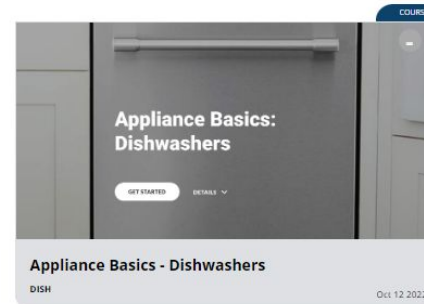 COURS
Appliance Basics:
Dishwashers
GET STARTED
DETAILS
Appliance Basics - Dishwashers
DISH
Oct 12 2022